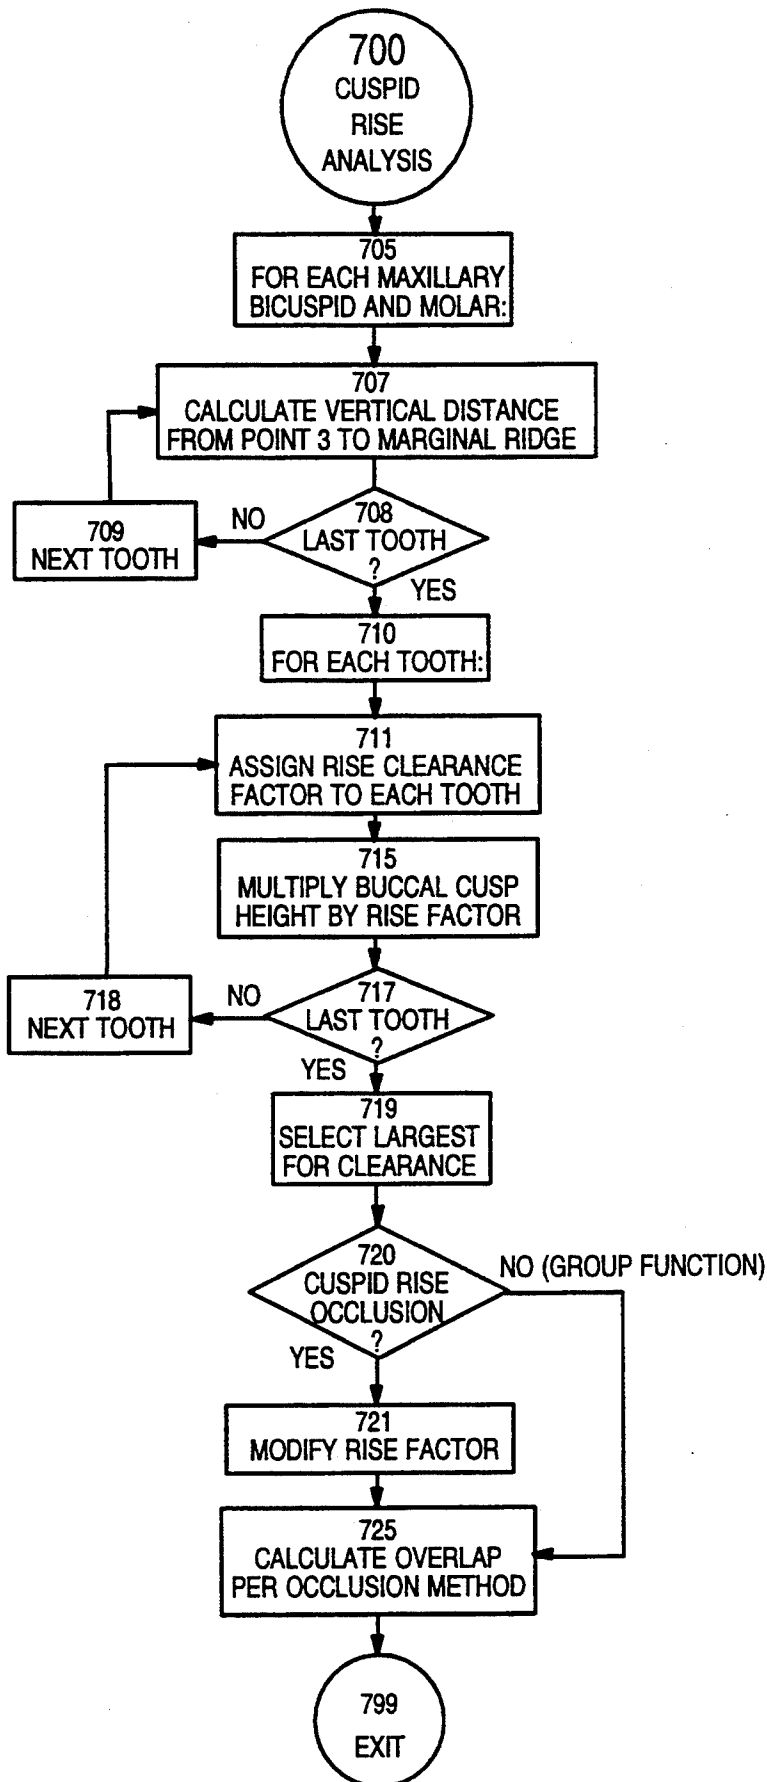 700
CUSPID
RISE
ANALYSIS
705
FOR EACH MAXILLARY
BICUSPID AND MOLAR:
707
CALCULATE VERTICAL DISTANCE
FROM POINT 3 TO MARGINAL RIDGE
708
LAST TOOTH
?
NO
709
NEXT TOOTH
YES
710
FOR EACH TOOTH:
711
ASSIGN RISE CLEARANCE
FACTOR TO EACH TOOTH
715
MULTIPLY BUCCAL CUSP
HEIGHT BY RISE FACTOR
717
LAST TOOTH
?
NO
718
NEXT TOOTH
YES
719
SELECT LARGEST
FOR CLEARANCE
720
CUSPID RISE
OCCLUSION
?
NO (GROUP FUNCTION)
YES
721
MODIFY RISE FACTOR
725
CALCULATE OVERLAP
PER OCCLUSION METHOD
799
EXIT